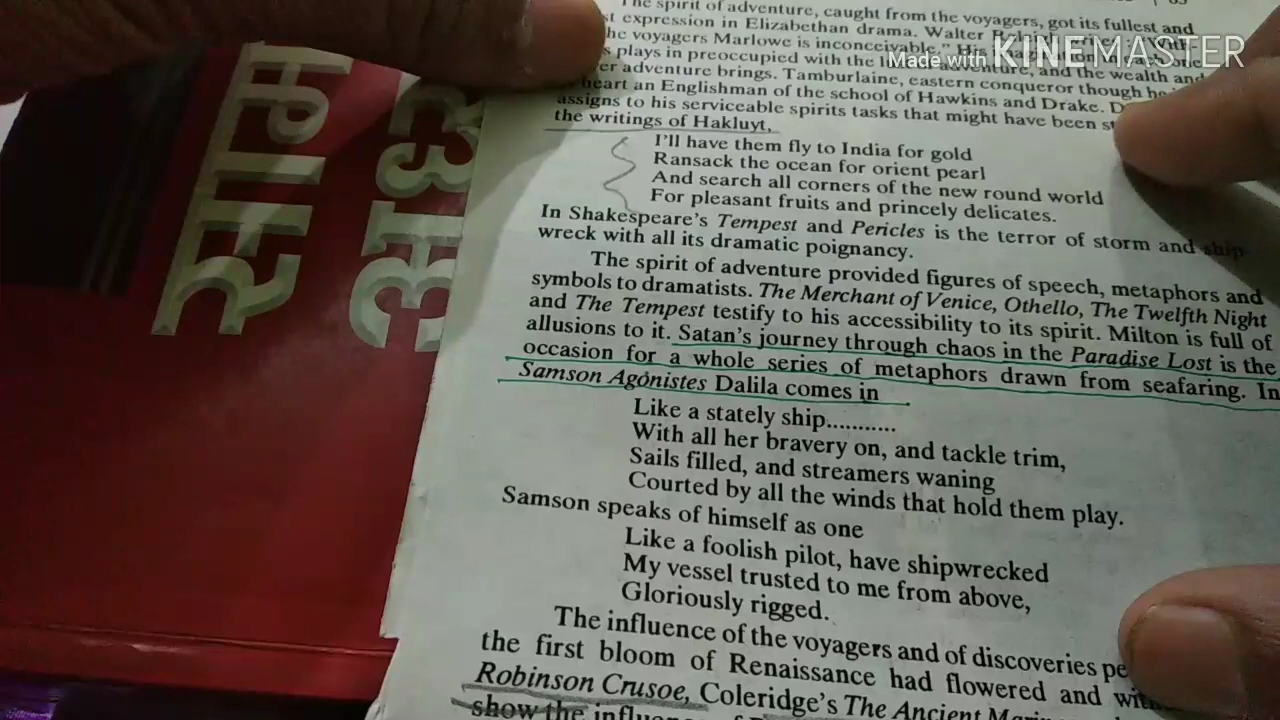 The spirit of adventure, caught from the voyagers, got its fullest and
expression in Elizabethan drama. Walter
he voyagers Marlowe is inconceivable." His
plays in preoccupied with the adventure, and the wealth and
adventure brings. Tamburlaine, eastern conqueror though he
heart an Englishman of the school of Hawkins and Drake.
assigns to his serviceable spirits tasks that might have been
the writings of Hakluyt,
I'll have them fly to India for gold
Ransack the ocean for orient pearl
And search all corners of the new round world
For pleasant fruits and princely delicates.
In Shakespeare's Tempest and Pericles is the terror of storm and ship-
wreck with all its dramatic poignancy.
The spirit of adventure provided figures of speech, metaphors and
symbols to dramatists. The Merchant of Venice, Othello, The Twelfth Night
and The Tempest testify to his accessibility to its spirit. Milton is full of
allusions to it. Satan's journey through chaos in the Paradise Lost is the
occasion for a whole series of metaphors drawn from seafaring. In
Samson Agonistes Dalila comes in
Like a stately ship...........
With all her bravery on, and tackle trim,
Sails filled, and streamers waning
Courted by all the winds that hold them play.
Samson speaks of himself as one
Like a foolish pilot, have shipwrecked
My vessel trusted to me from above,
Gloriously rigged.
The influence of the voyagers and of discoveries
the first bloom of Renaissance had flowered and
Robinson Crusoe, Coleridge's The Ancient
show the
Made with KINEMASTER